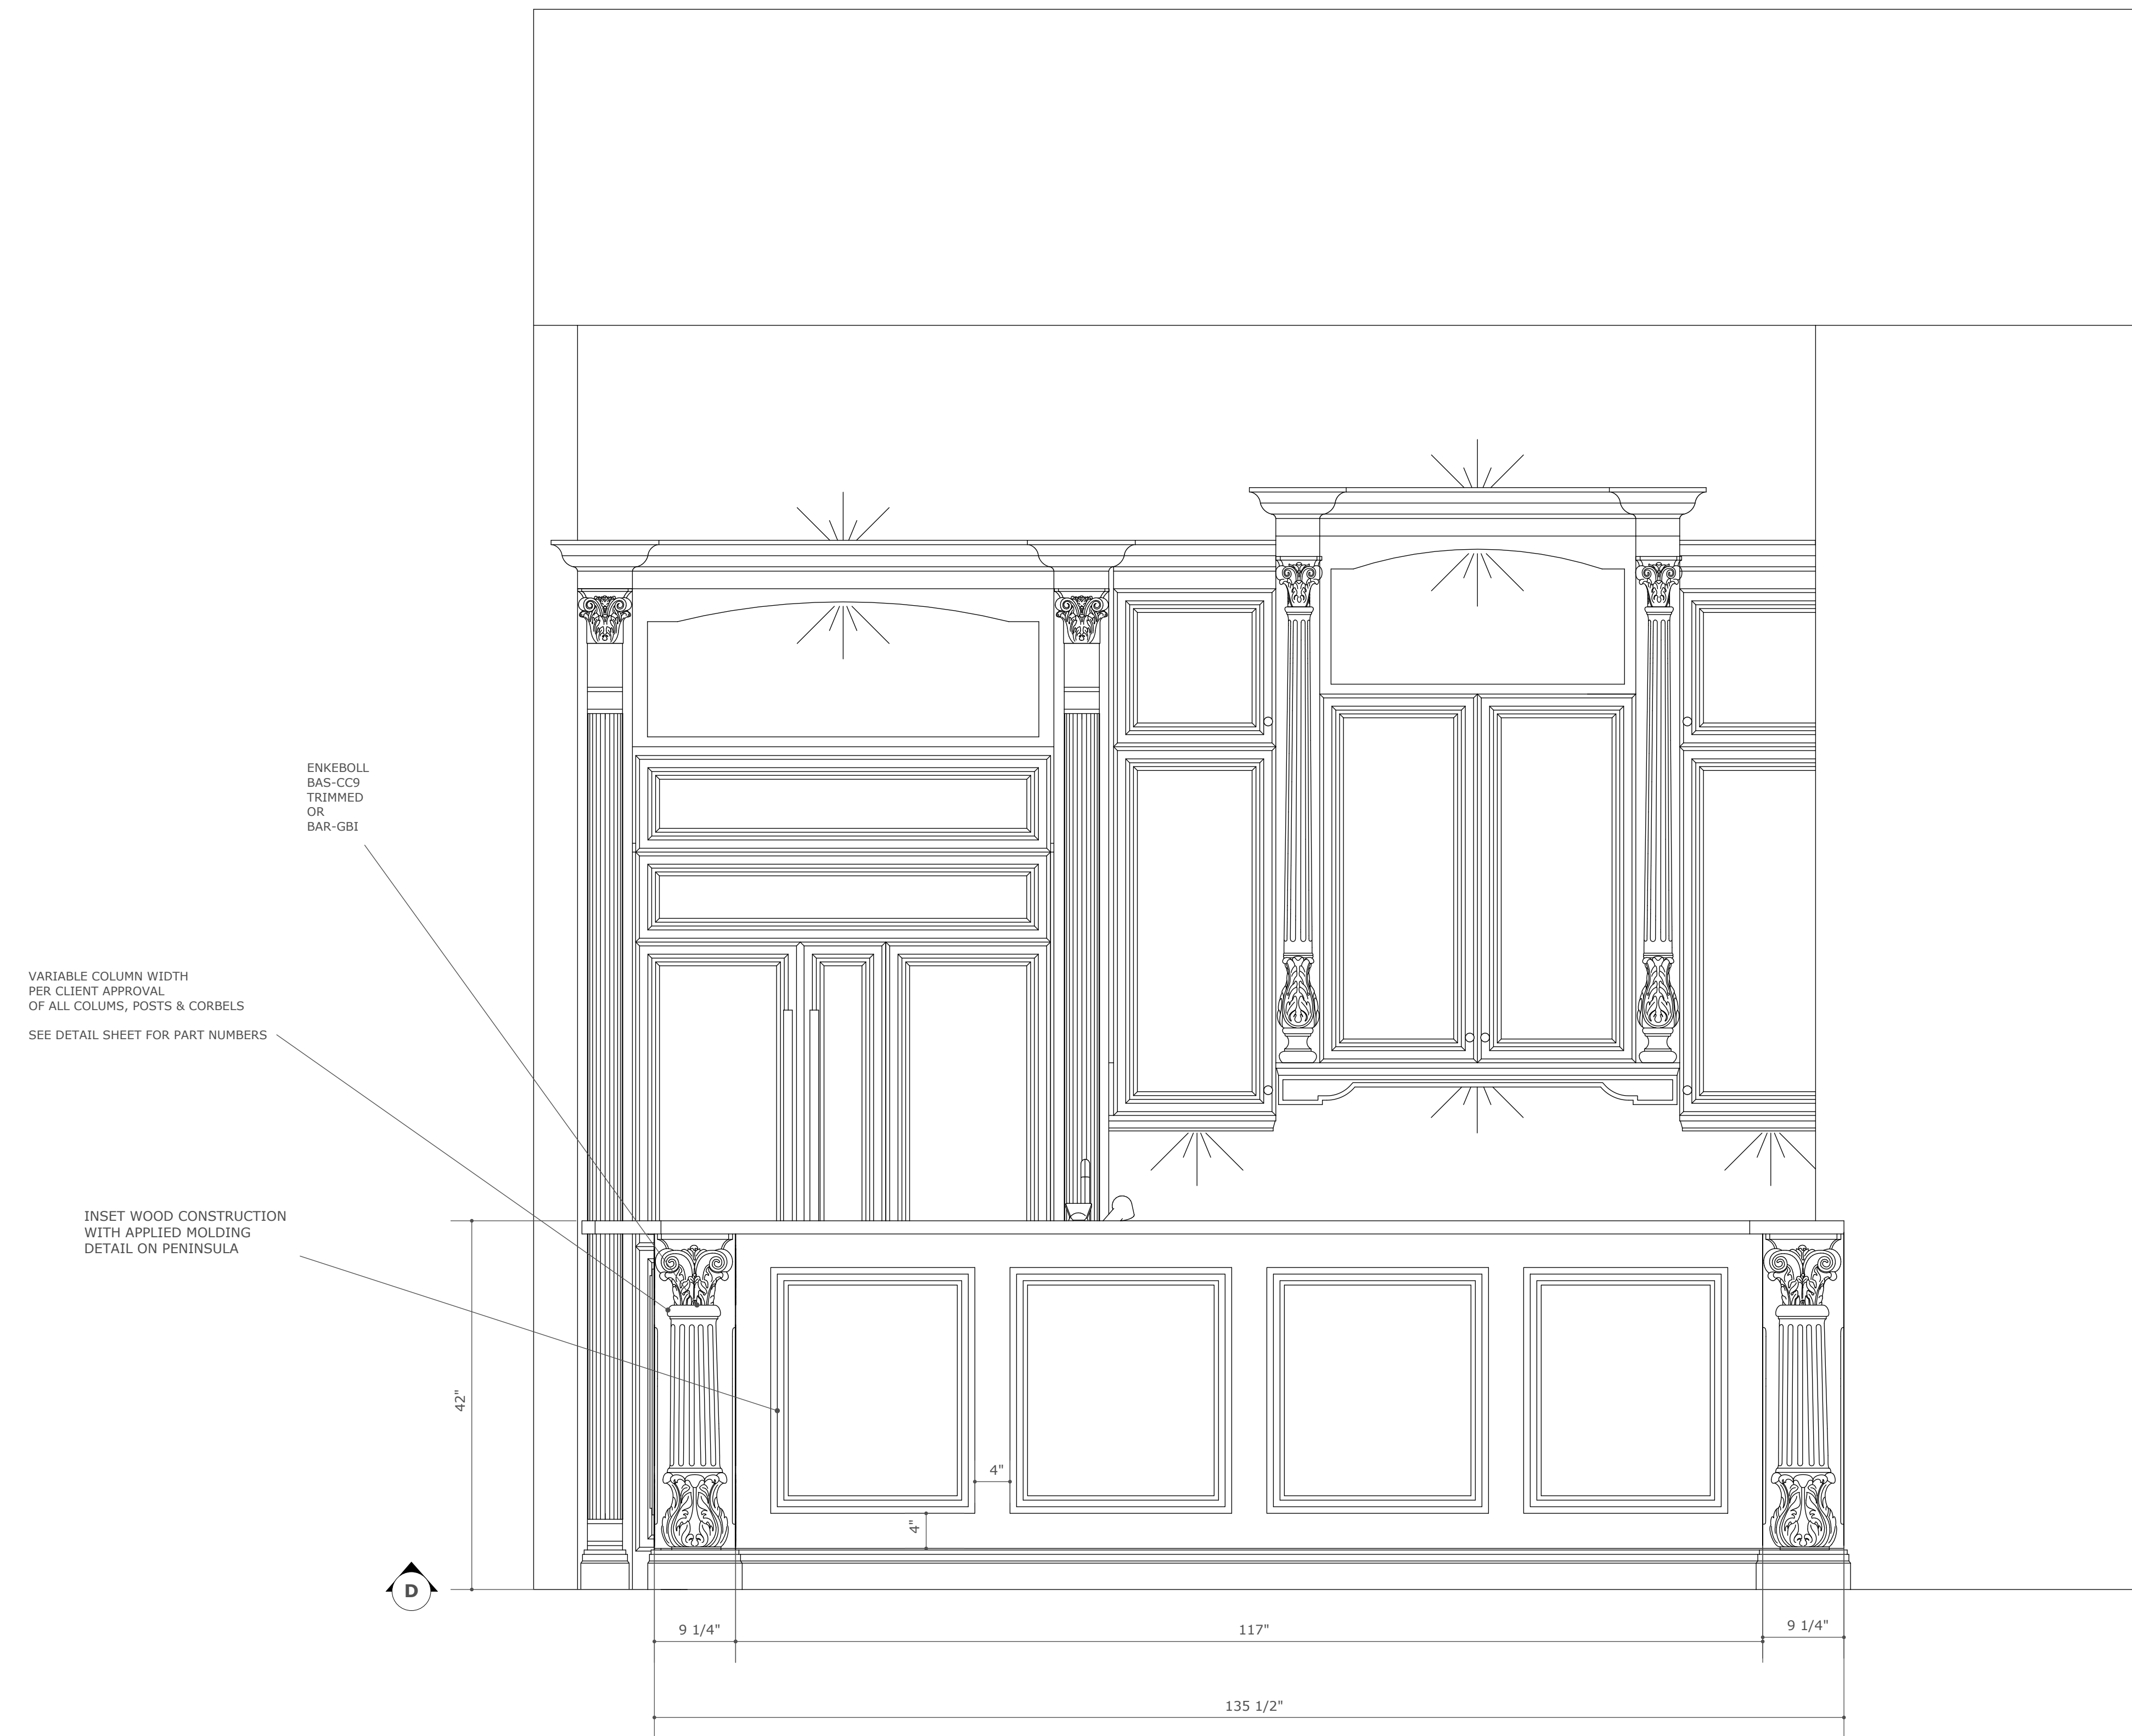 ENKEBOLL
BAS-CC9
TRIMMED
OR
BAR-GBI
VARIABLE COLUMN WIDTH
PER CLIENT APPROVAL
OF ALL COLUMS, POSTS & CORBELS
SEE DETAIL SHEET FOR PART NUMBERS
INSET WOOD CONSTRUCTION
WITH APPLIED MOLDING
DETAIL ON PENINSULA
42"
4"
4"
D
9 1/4"
117"
9 1/4"
135 1/2"